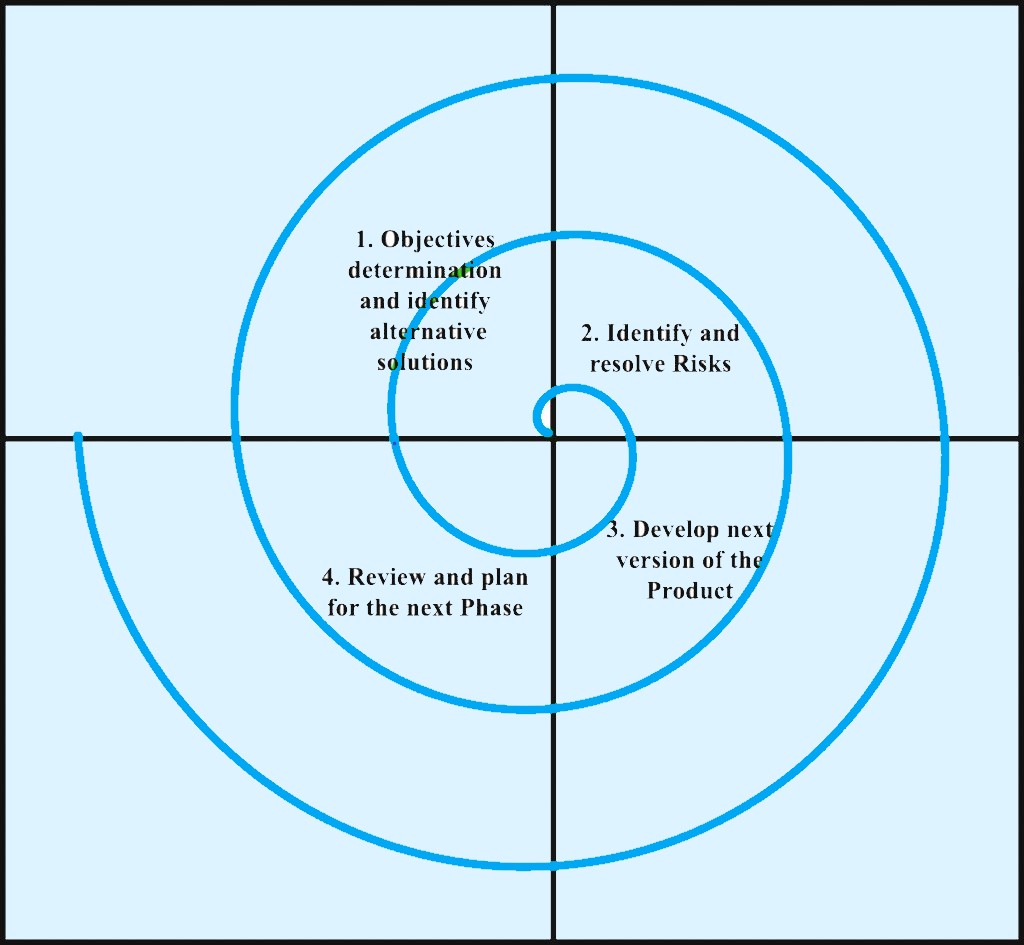 1. Objectives
determination
and identify
alternative
solutions
2. Identify and
resolve Risks
3. Develop next
version of the
Product
4. Review and plan
for the next Phase